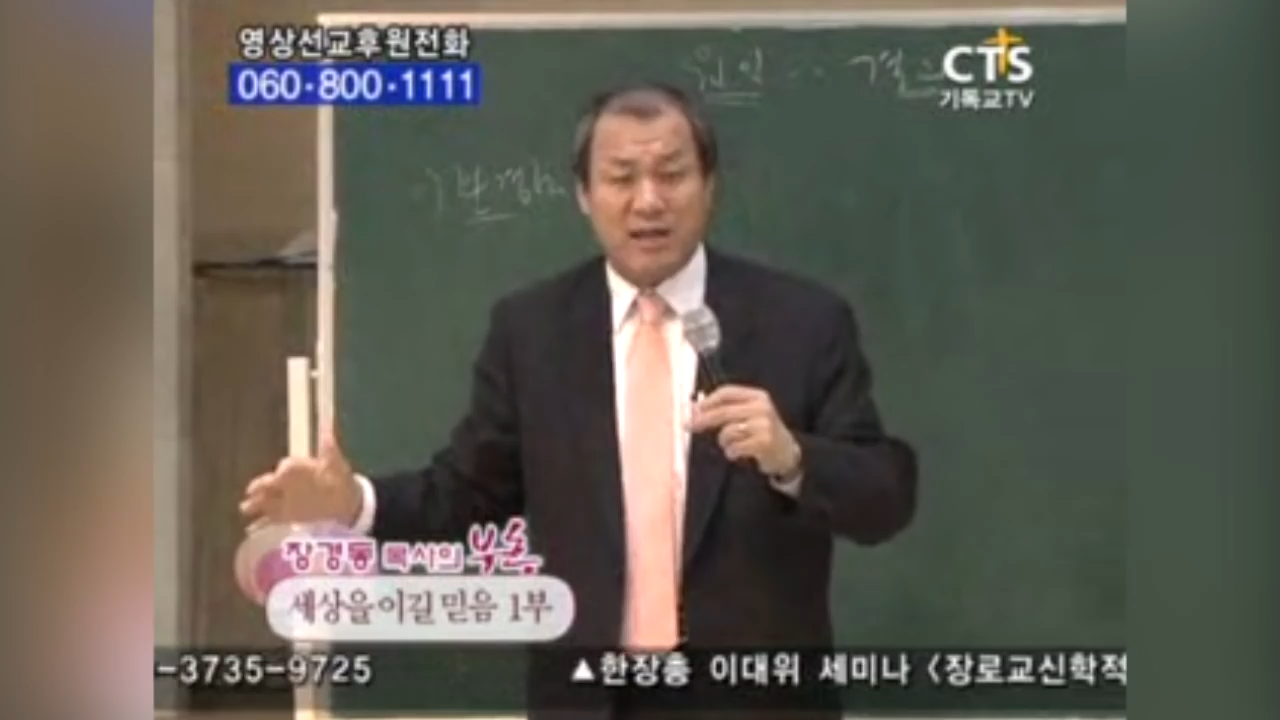 영상선교후원전화
060·800·1111
CTS
기독교TV
원인
장경동 목사의
세상을 이길 믿음 1부
-3735-9725
▲한장총 이대위 세미나 <장로교신학적